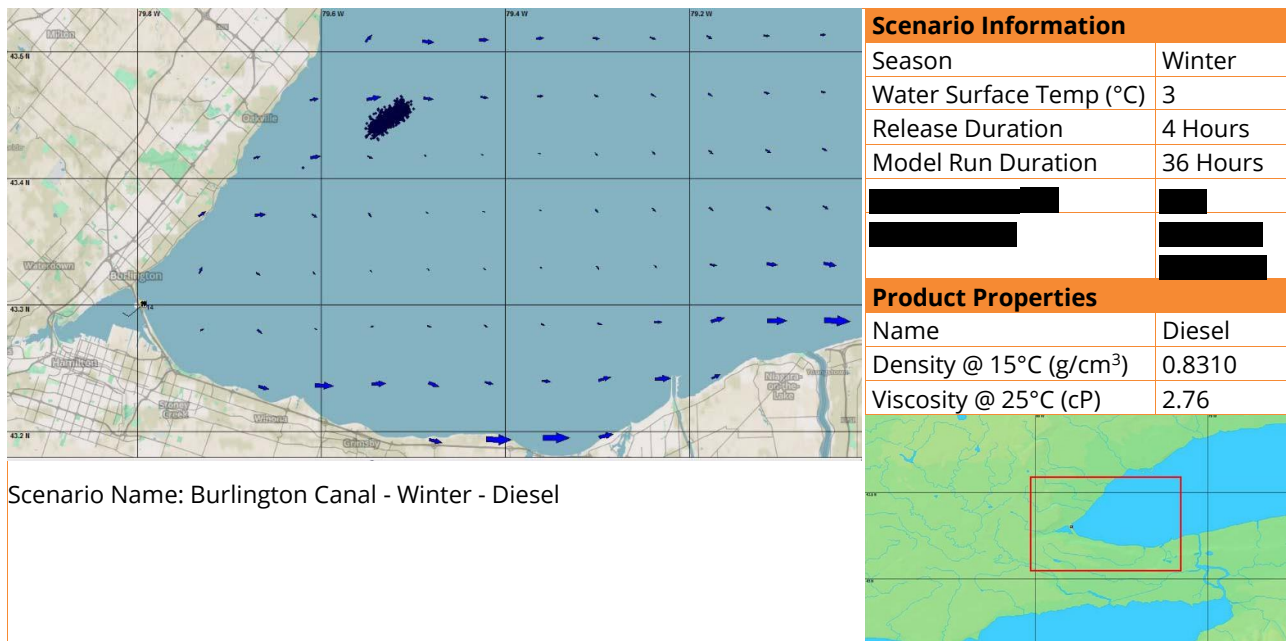 79.8 W 79.6 W 79.4 W 79.2 W
Milton
43.5 N
Oakville
43.4 N
Waterdown
Burlington
43.3 N
Hamilton
Stoney Creek
Winona
Grimsby
Niagara-on-the-Lake
43.2 N
Scenario Name: Burlington Canal - Winter - Diesel
Scenario Information
Season Winter
Water Surface Temp (°C) 3
Release Duration 4 Hours
Model Run Duration 36 Hours
Product Properties
Name Diesel
Density @ 15°C (g/cm³) 0.8310
Viscosity @ 25°C (cP) 2.76